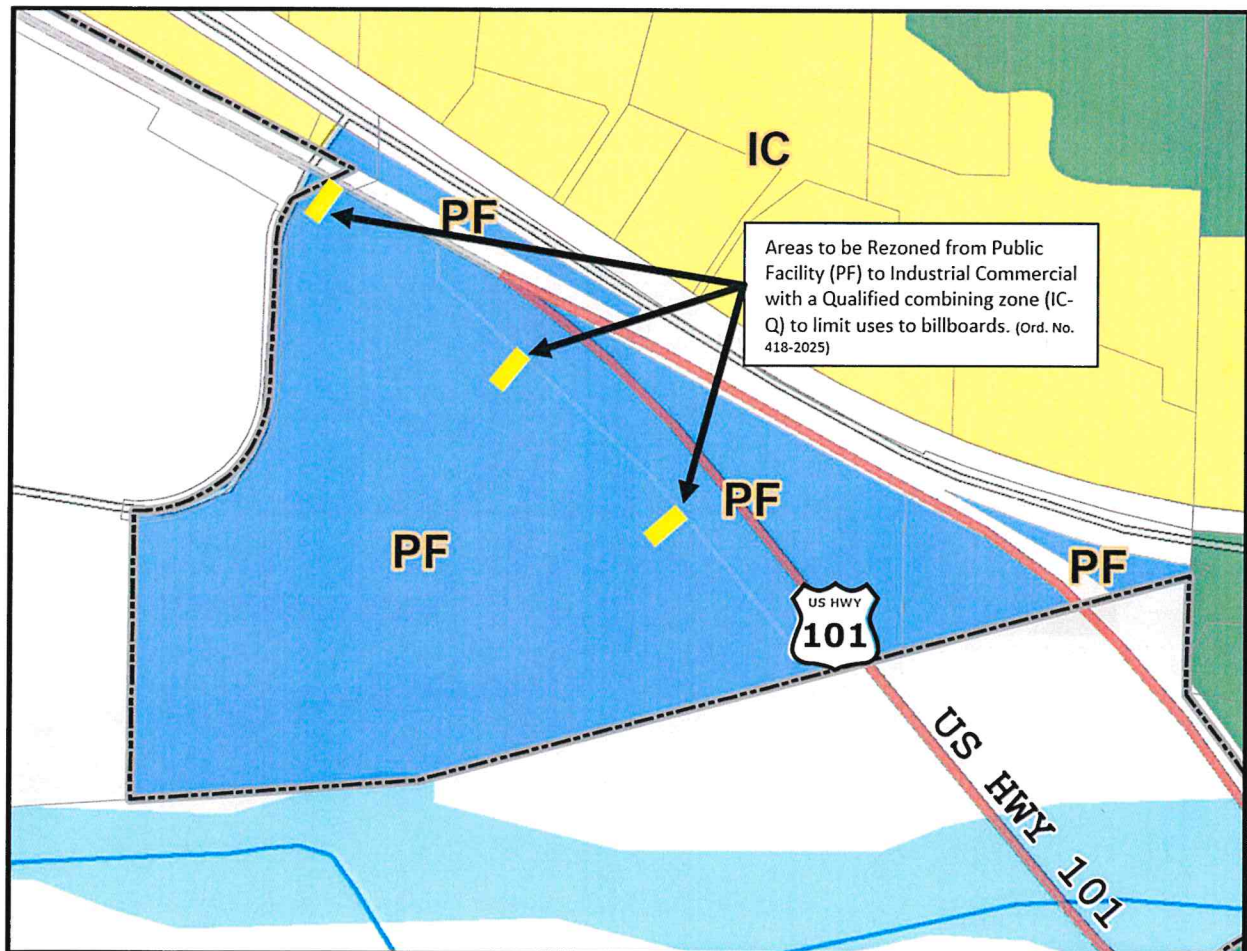 IC
PF
Areas to be Rezoned from Public
Facility (PF) to Industrial Commercial
with a Qualified combining zone (IC-
Q) to limit uses to billboards. (Ord. No.
418-2025)
PF
PF
PF
US HWY
101
US HWY 101